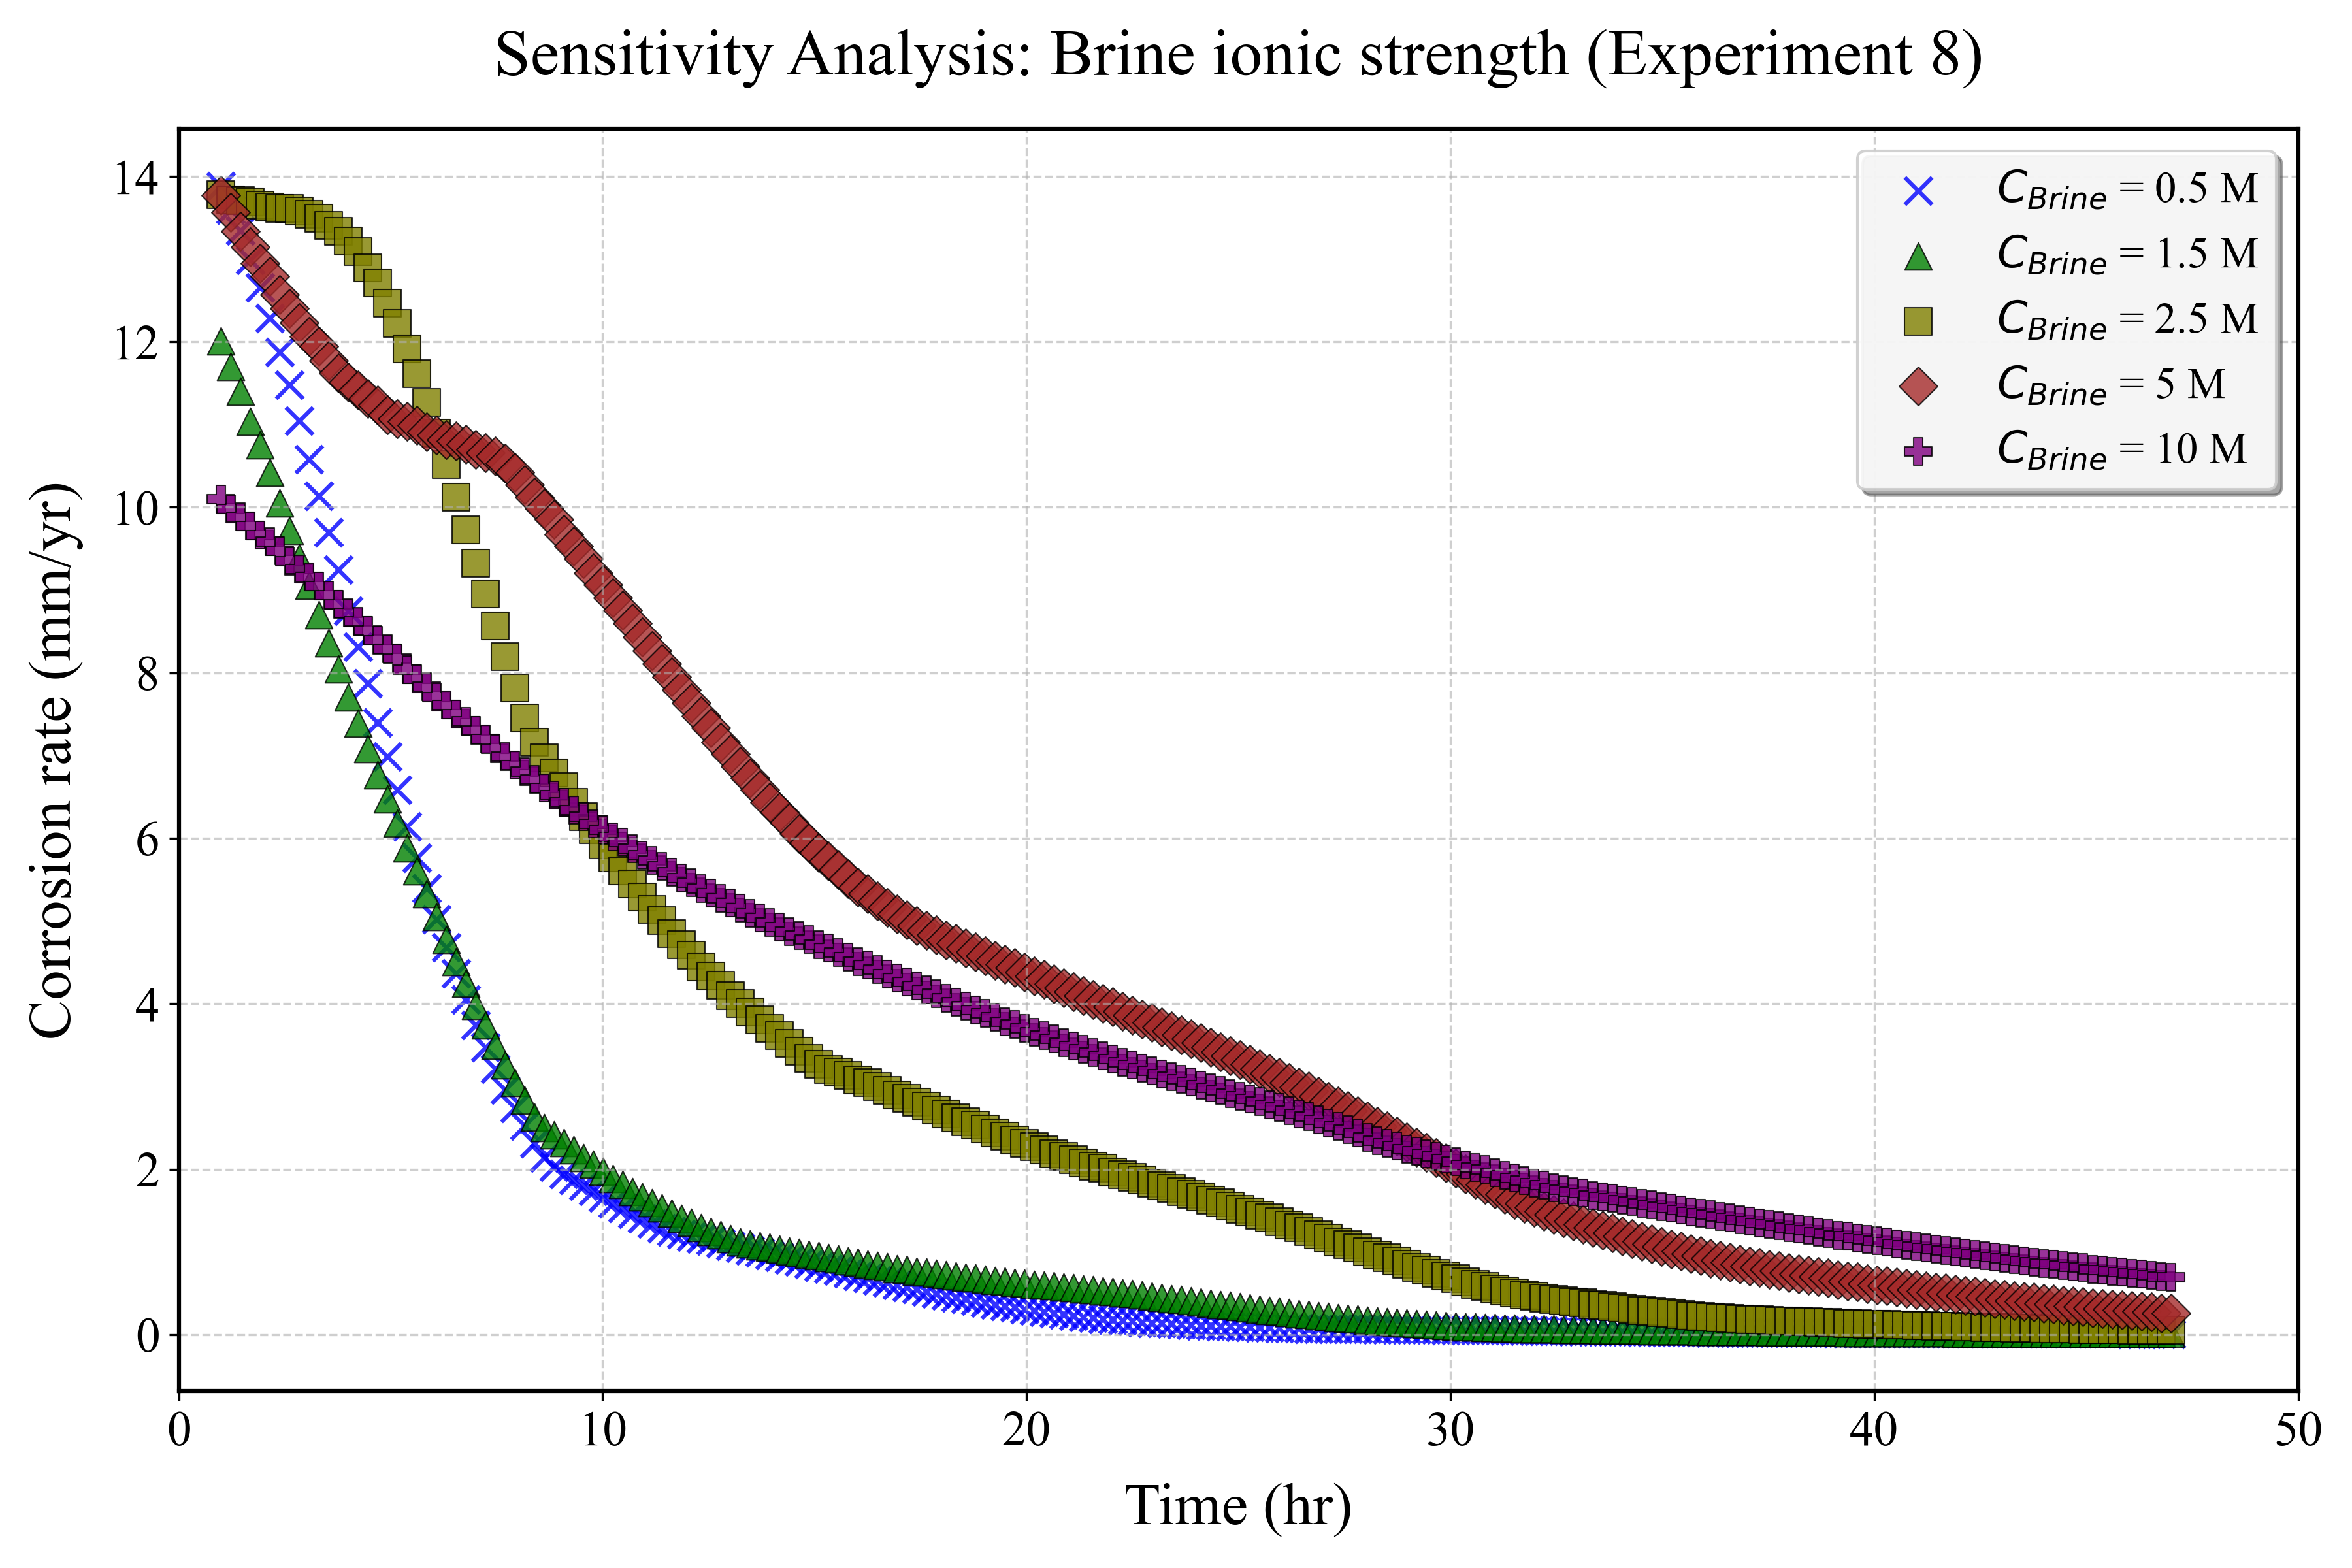 Sensitivity Analysis: Brine ionic strength (Experiment 8)
Corrosion rate (mm/yr)
14
12
10
8
6
4
2
0
C_Brine = 0.5 M
C_Brine = 1.5 M
C_Brine = 2.5 M
C_Brine = 5 M
C_Brine = 10 M
0 10 20 30 40 50
Time (hr)